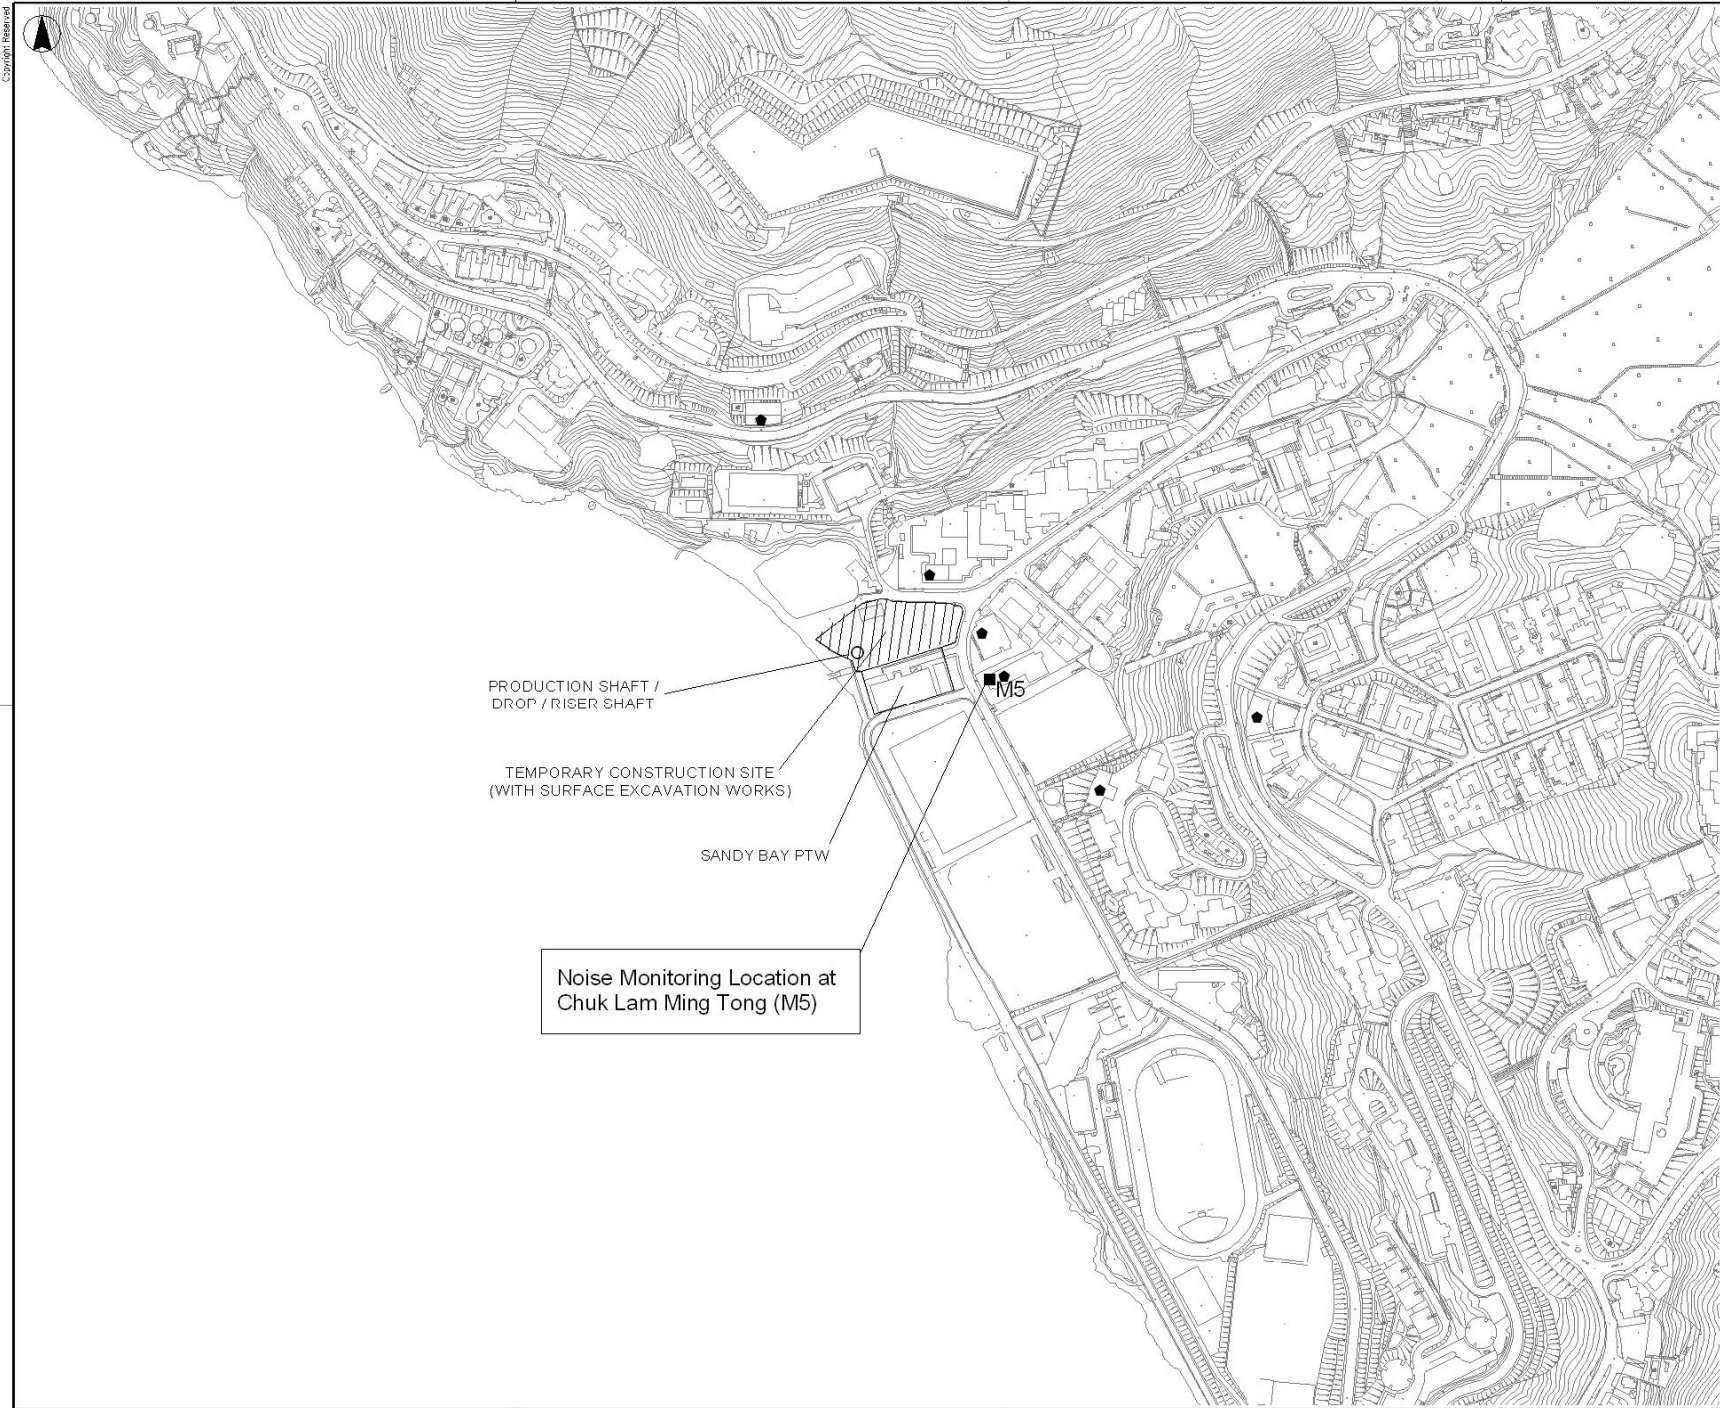 Copyright Reserved
M5
PRODUCTION SHAFT /
DROP / RISER SHAFT
TEMPORARY CONSTRUCTION SITE
(WITH SURFACE EXCAVATION WORKS)
SANDY BAY PTW
Noise Monitoring Location at
Chuk Lam Ming Tong (M5)